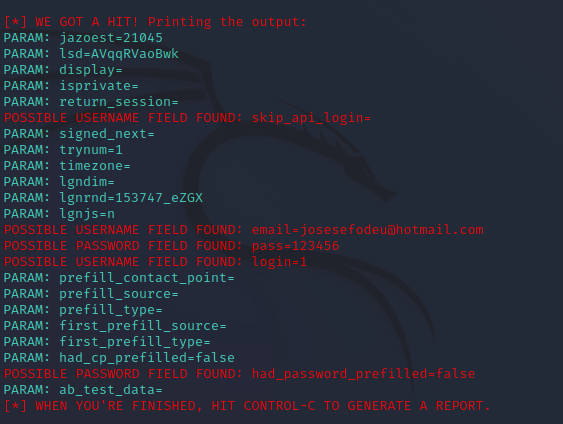 [*] WE GOT A HIT! Printing the output:
PARAM: jazoest=21045
PARAM: lsd=AVqqRVaoBwk
PARAM: display=
PARAM: isprivate=
PARAM: return_session=
POSSIBLE USERNAME FIELD FOUND: skip_api_login=
PARAM: signed_next=
PARAM: trynum=1
PARAM: timezone=
PARAM: lgndim=
PARAM: lgnrnd=153747_eZGX
PARAM: lgnjs=n
POSSIBLE USERNAME FIELD FOUND: email=josesefodeu@hotmail.com
POSSIBLE PASSWORD FIELD FOUND: pass=123456
POSSIBLE USERNAME FIELD FOUND: login=1
PARAM: prefill_contact_point=
PARAM: prefill_source=
PARAM: prefill_type=
PARAM: first_prefill_source=
PARAM: first_prefill_type=
PARAM: had_cp_prefilled=false
POSSIBLE PASSWORD FIELD FOUND: had_password_prefilled=false
PARAM: ab_test_data=
[*] WHEN YOU'RE FINISHED, HIT CONTROL-C TO GENERATE A REPORT.